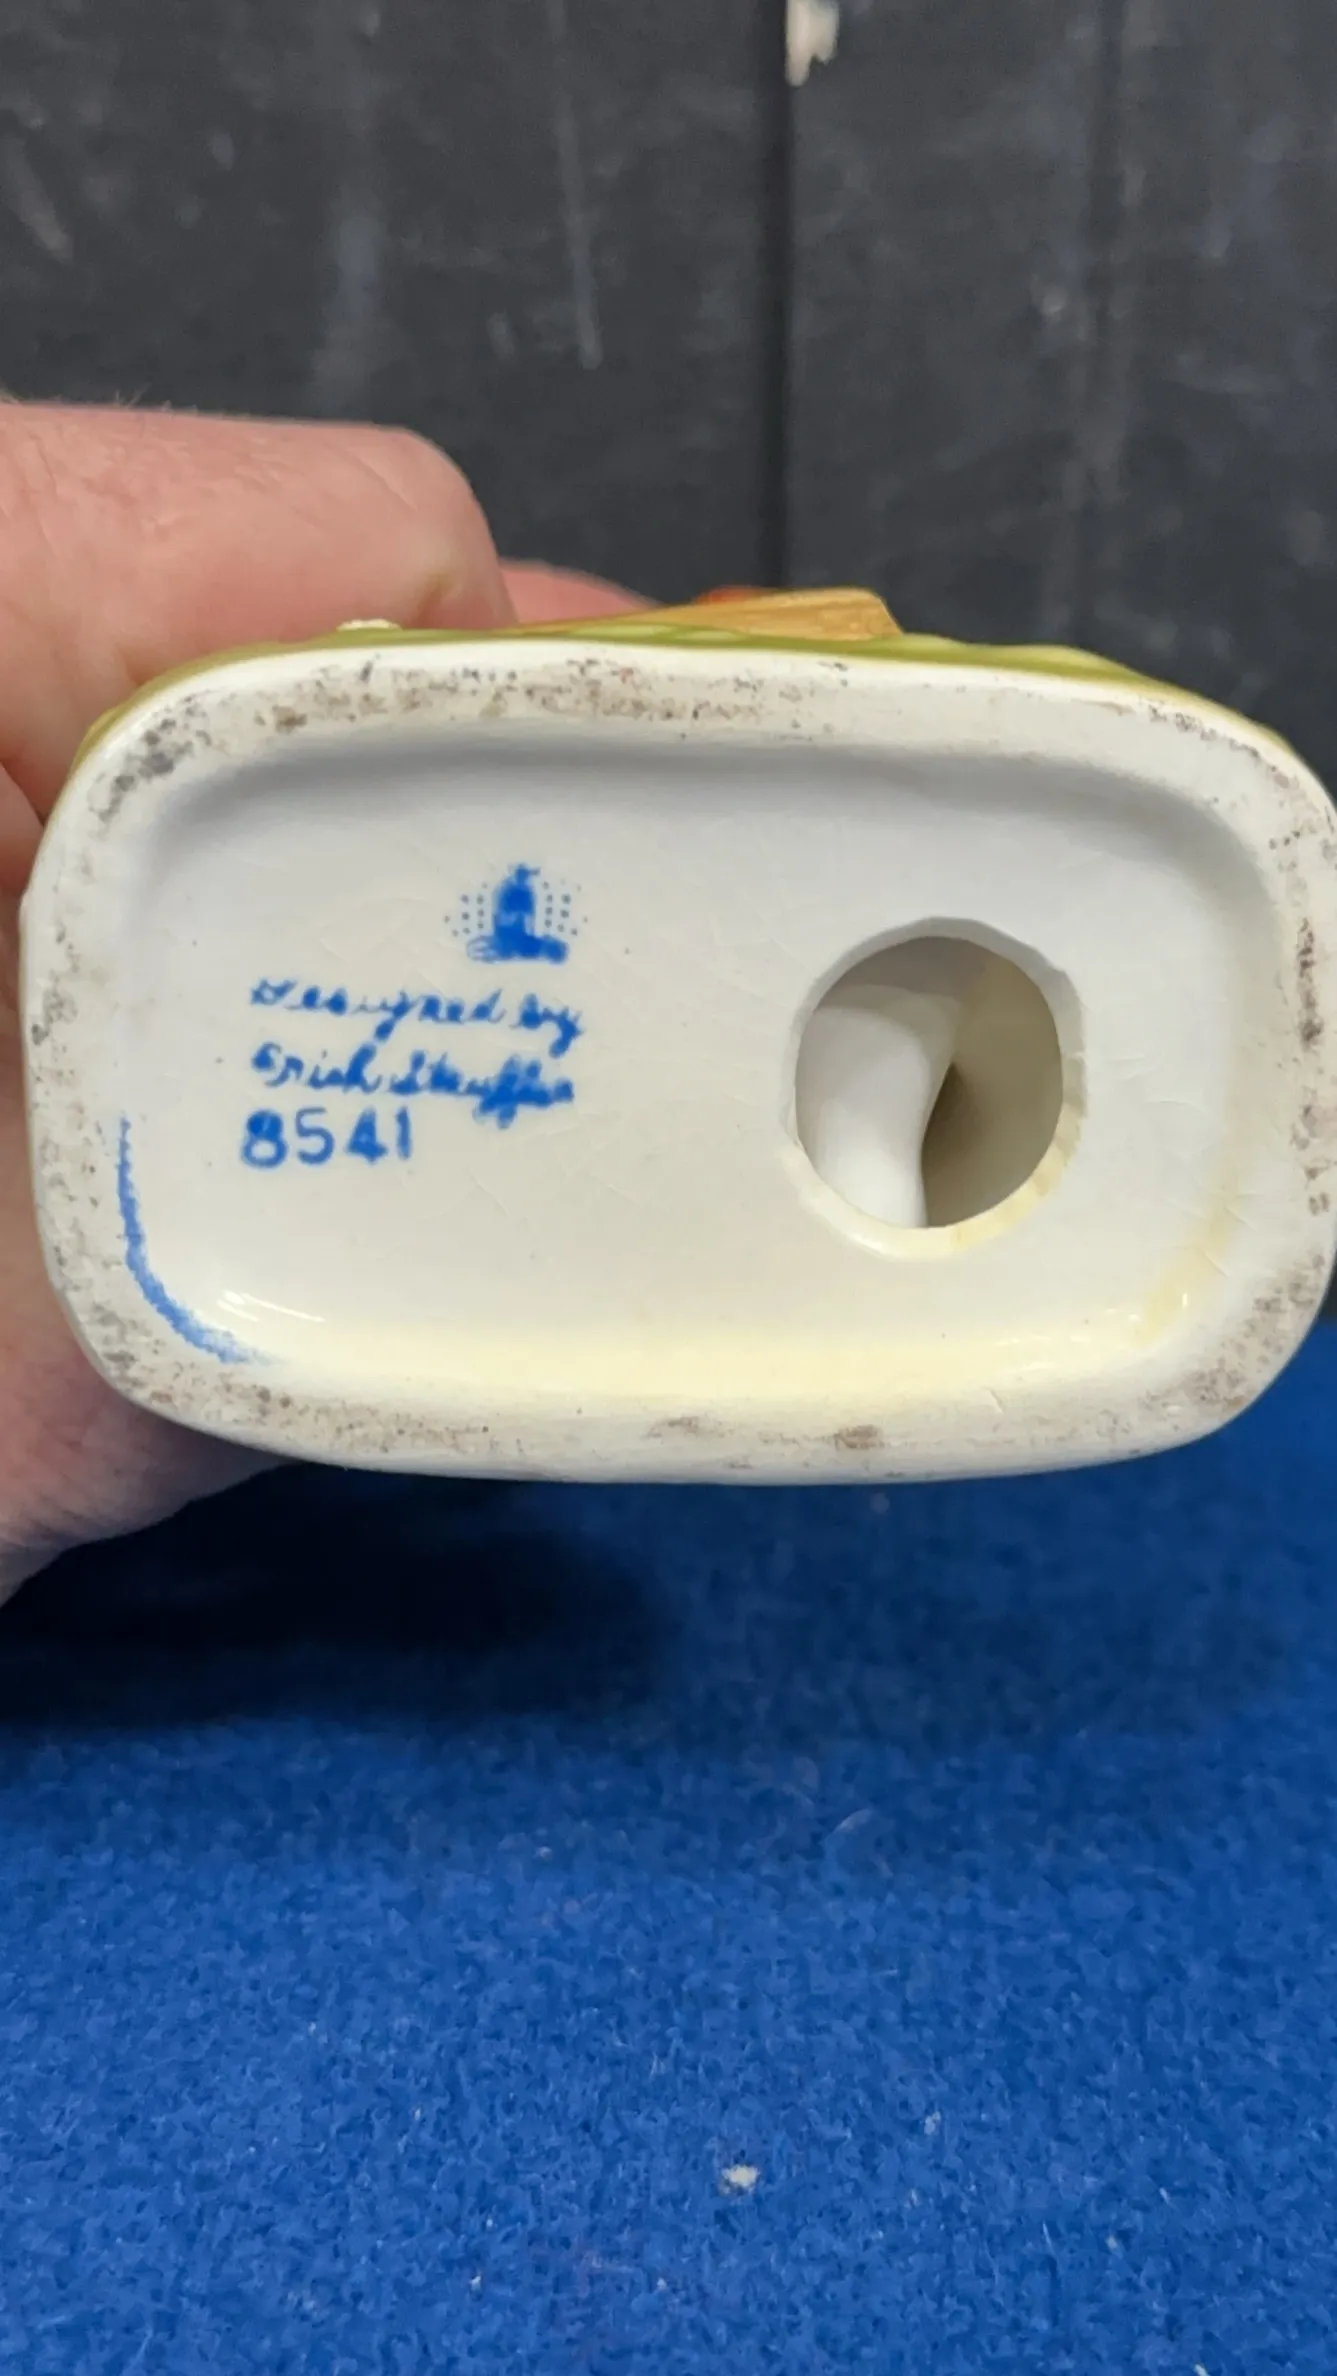 Designed by
Erich Stauffer
8541